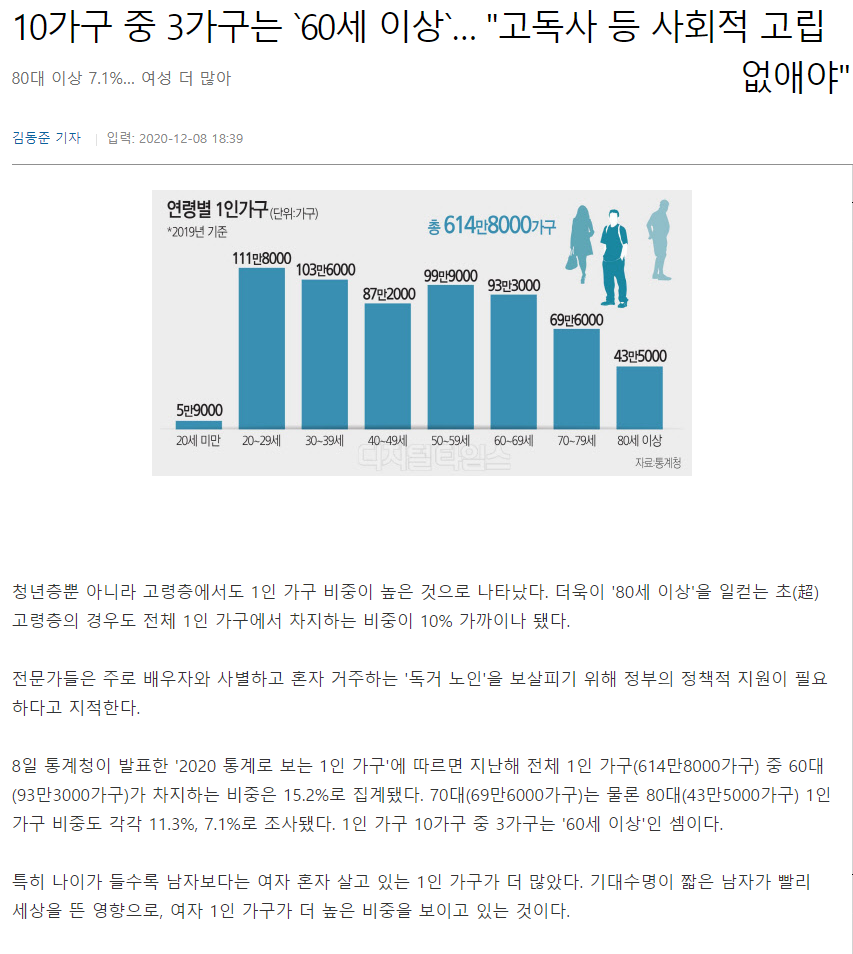 10가구 중 3가구는 `60세 이상`... "고독사 등 사회적 고립
없애야"
80대 이상 7.1%... 여성 더 많아
김동준 기자 | 입력: 2020-12-08 18:39
연령별 1인가구(단위:가구)
*2019년 기준
총 614만8000가구
5만9000
111만8000
103만6000
87만2000
99만9000
93만3000
69만6000
43만5000
20세 미만
20~29세
30~39세
40~49세
50~59세
60~69세
70~79세
80세 이상
디지털타임스
자료:통계청
청년층뿐 아니라 고령층에서도 1인 가구 비중이 높은 것으로 나타났다. 더욱이 '80세 이상'을 일컫는 초(超)
고령층의 경우도 전체 1인 가구에서 차지하는 비중이 10% 가까이나 됐다.
전문가들은 주로 배우자와 사별하고 혼자 거주하는 '독거 노인'을 보살피기 위해 정부의 정책적 지원이 필요
하다고 지적한다.
8일 통계청이 발표한 '2020 통계로 보는 1인 가구'에 따르면 지난해 전체 1인 가구(614만8000가구) 중 60대
(93만3000가구)가 차지하는 비중은 15.2%로 집계됐다. 70대(69만6000가구)는 물론 80대(43만5000가구) 1인
가구 비중도 각각 11.3%, 7.1%로 조사됐다. 1인 가구 10가구 중 3가구는 '60세 이상'인 셈이다.
특히 나이가 들수록 남자보다는 여자 혼자 살고 있는 1인 가구가 더 많았다. 기대수명이 짧은 남자가 빨리
세상을 뜬 영향으로, 여자 1인 가구가 더 높은 비중을 보이고 있는 것이다.